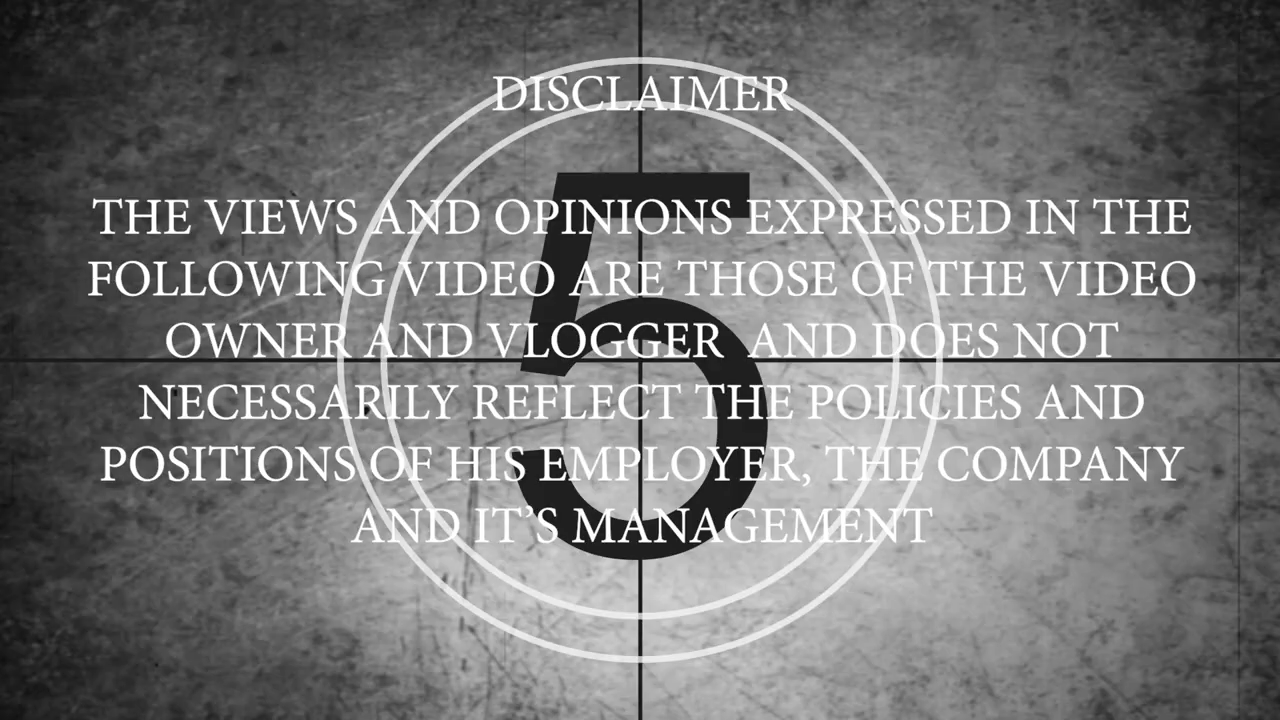 DISCLAIMER
THE VIEWS AND OPINIONS EXPRESSED IN THE
FOLLOWING VIDEO ARE THOSE OF THE VIDEO
OWNER AND VLOGGER  AND DOES NOT
NECESSARILY REFLECT THE POLICIES AND
POSITIONS OF HIS EMPLOYER, THE COMPANY
AND IT’S MANAGEMENT
5